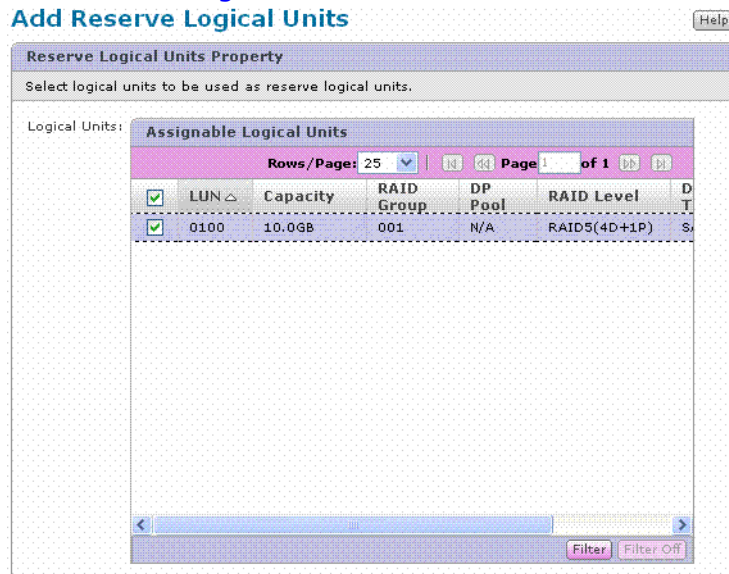 Add Reserve Logical Units
Help
Reserve Logical Units Property
Select logical units to be used as reserve logical units.
Logical Units:
Assignable Logical Units
Rows/Page: 25 Page 1 of 1
LUN Capacity RAID Group DP Pool RAID Level
0100 10.0GB 001 N/A RAID5(4D+1P)
Filter Filter Off